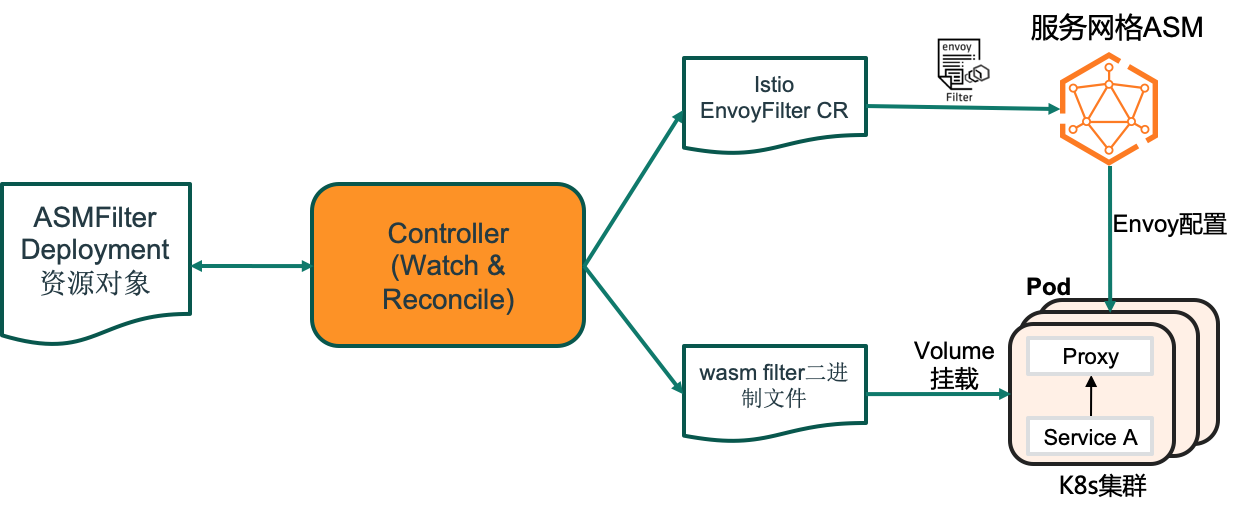 服务网格ASM
envoy
Filter
Istio
EnvoyFilter CR
ASMFilter
Deployment
资源对象
Controller
(Watch &
Reconcile)
Envoy配置
Pod
wasm filter二进
制文件
Volume
挂载
Proxy
Service A
K8s集群